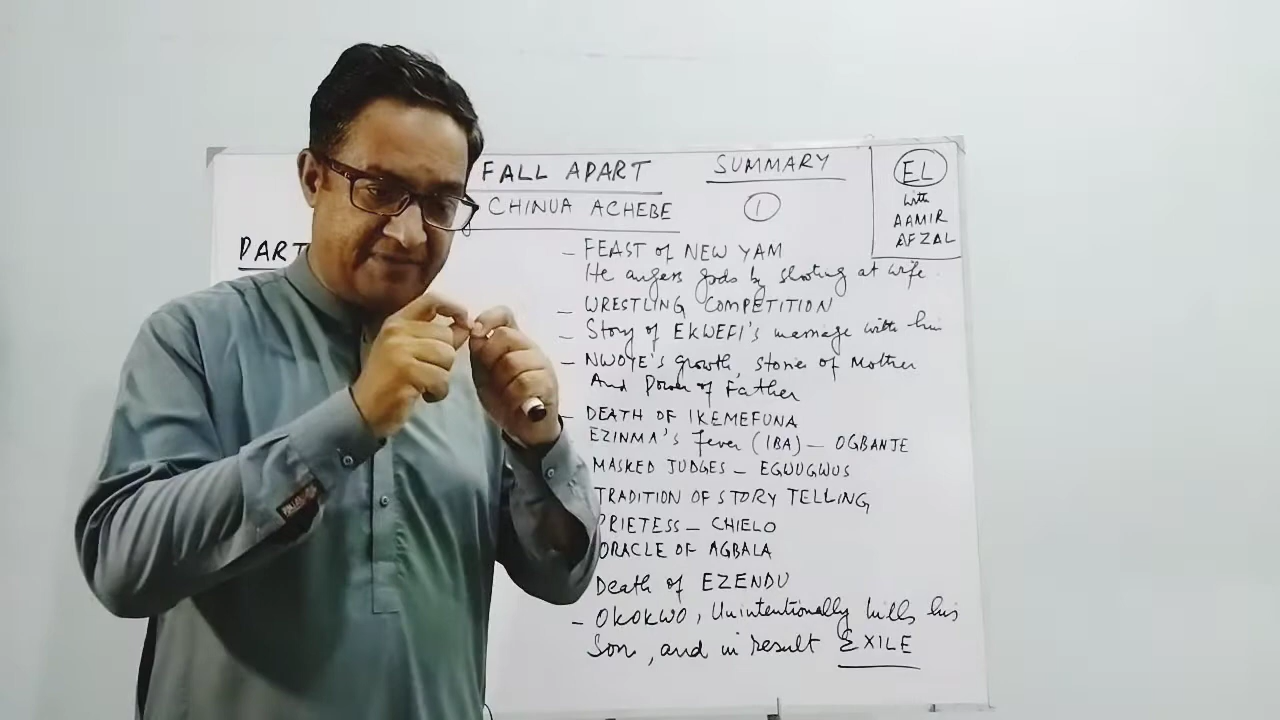 FALL APART
SUMMARY
CHINUA ACHEBE
1
EL
with
AAMIR
AFZAL
PART
- FEAST of NEW YAM
He angers gods by shooting at wife.
- WRESTLING COMPETITION
- Story of EKWEFI's marriage with him
- NWOYE's growth, stories of Mother
And Power of Father
- DEATH OF IKEMEFUNA
EZINMA's fever (IBA) - OGBANJE
MASKED JUDGES - EGWUGWUS
TRADITION OF STORY TELLING
PRIETESS - CHIELO
ORACLE OF AGBALA
Death of EZENDU
- OKOKWO, Unintentionally kills his
Son, and in result EXILE